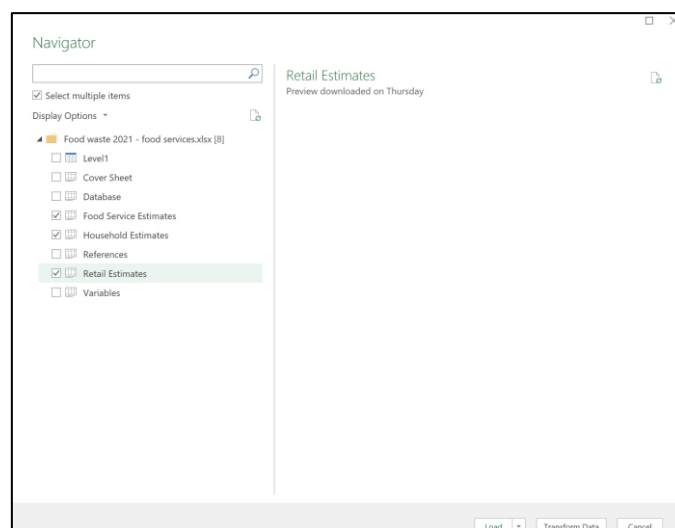 Navigator
Select multiple items
Display Options
Food waste 2021 - food services.xlsx [8]
Level1
Cover Sheet
Database
Food Service Estimates
Household Estimates
References
Retail Estimates
Variables
Retail Estimates
Preview downloaded on Thursday
Load
Transform Data
Cancel